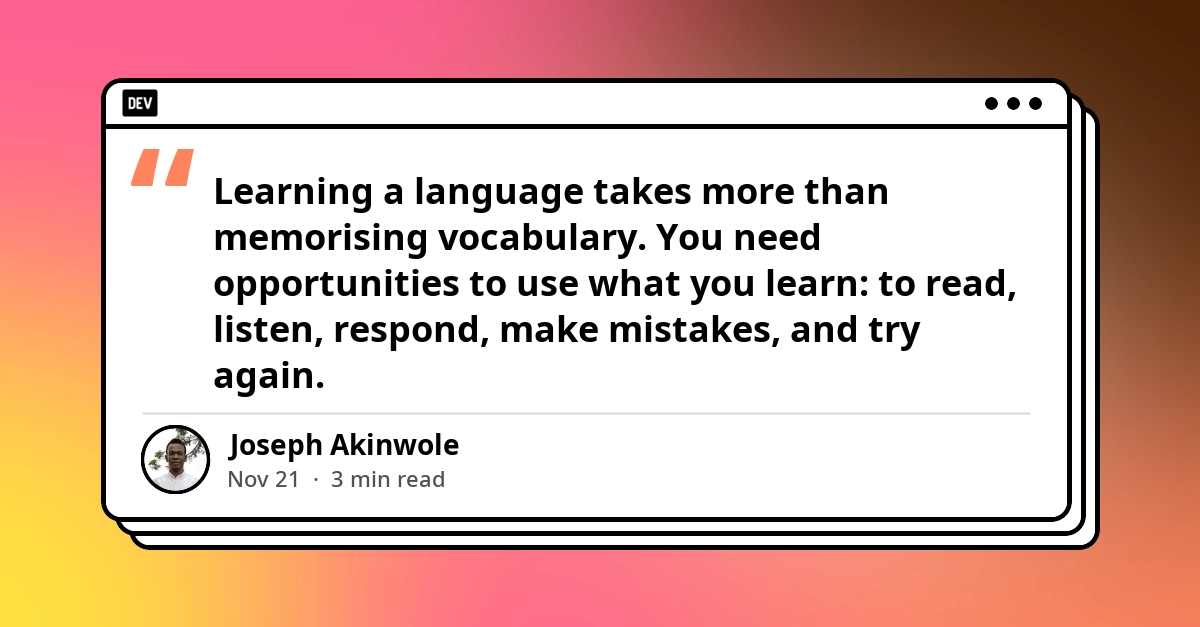 DEV
Learning a language takes more than
memorising vocabulary. You need
opportunities to use what you learn: to read,
listen, respond, make mistakes, and try
again.
Joseph Akinwole
Nov 21 · 3 min read